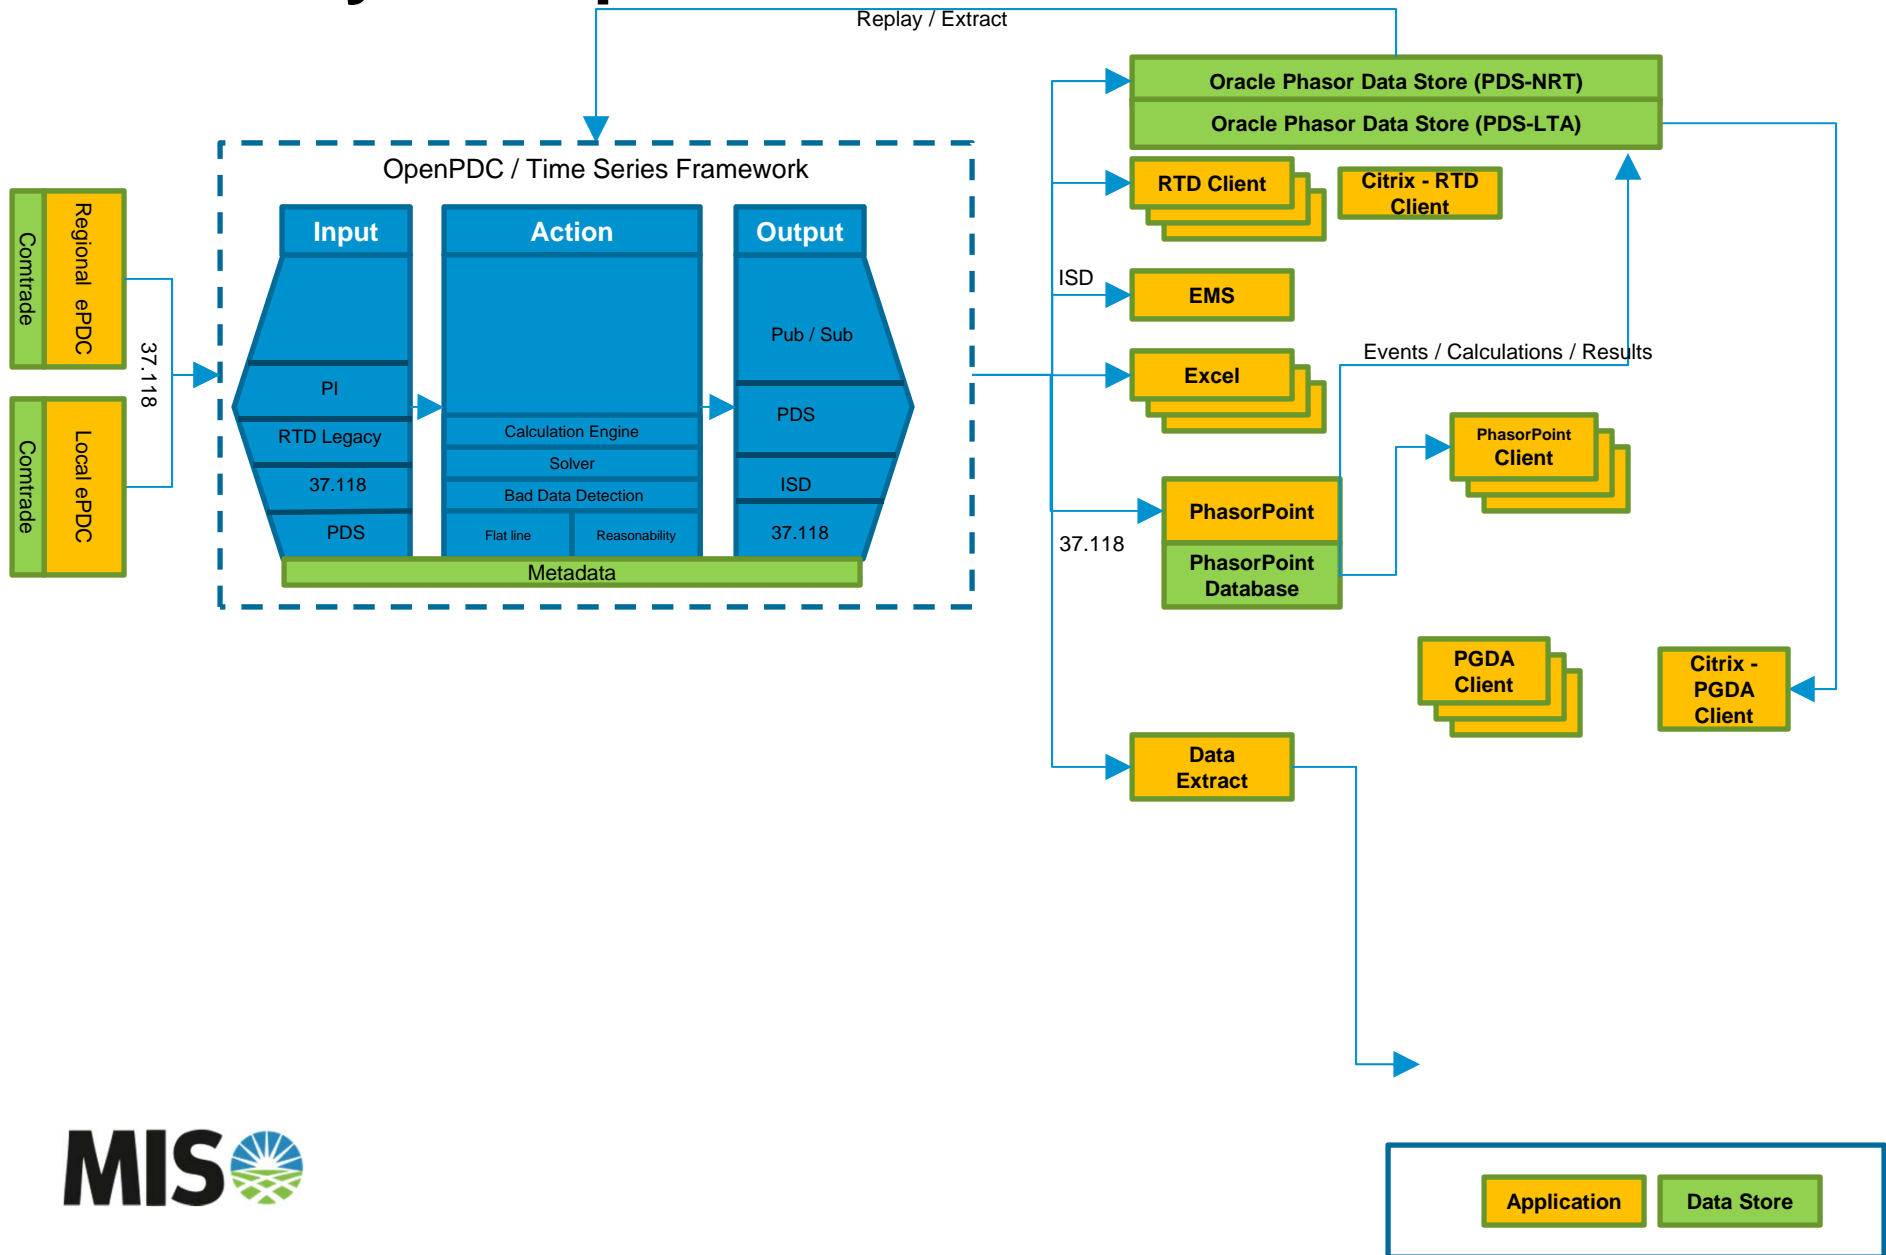 Replay / Extract
Oracle Phasor Data Store (PDS-NRT)
Oracle Phasor Data Store (PDS-LTA)
OpenPDC / Time Series Framework
RTD Client
Citrix - RTD
Client
Comtrade
Regional ePDC
Input
Action
Output
ISD
EMS
Pub / Sub
37.118
Events / Calculations / Results
Excel
PI
PDS
Comtrade
Local ePDC
RTD Legacy
Calculation Engine
PhasorPoint
Client
Solver
37.118
Bad Data Detection
ISD
PhasorPoint
PDS
Flat line
Reasonability
37.118
37.118
PhasorPoint
Database
Metadata
PGDA
Client
Citrix -
PGDA
Client
Data
Extract
MISO
Application
Data Store